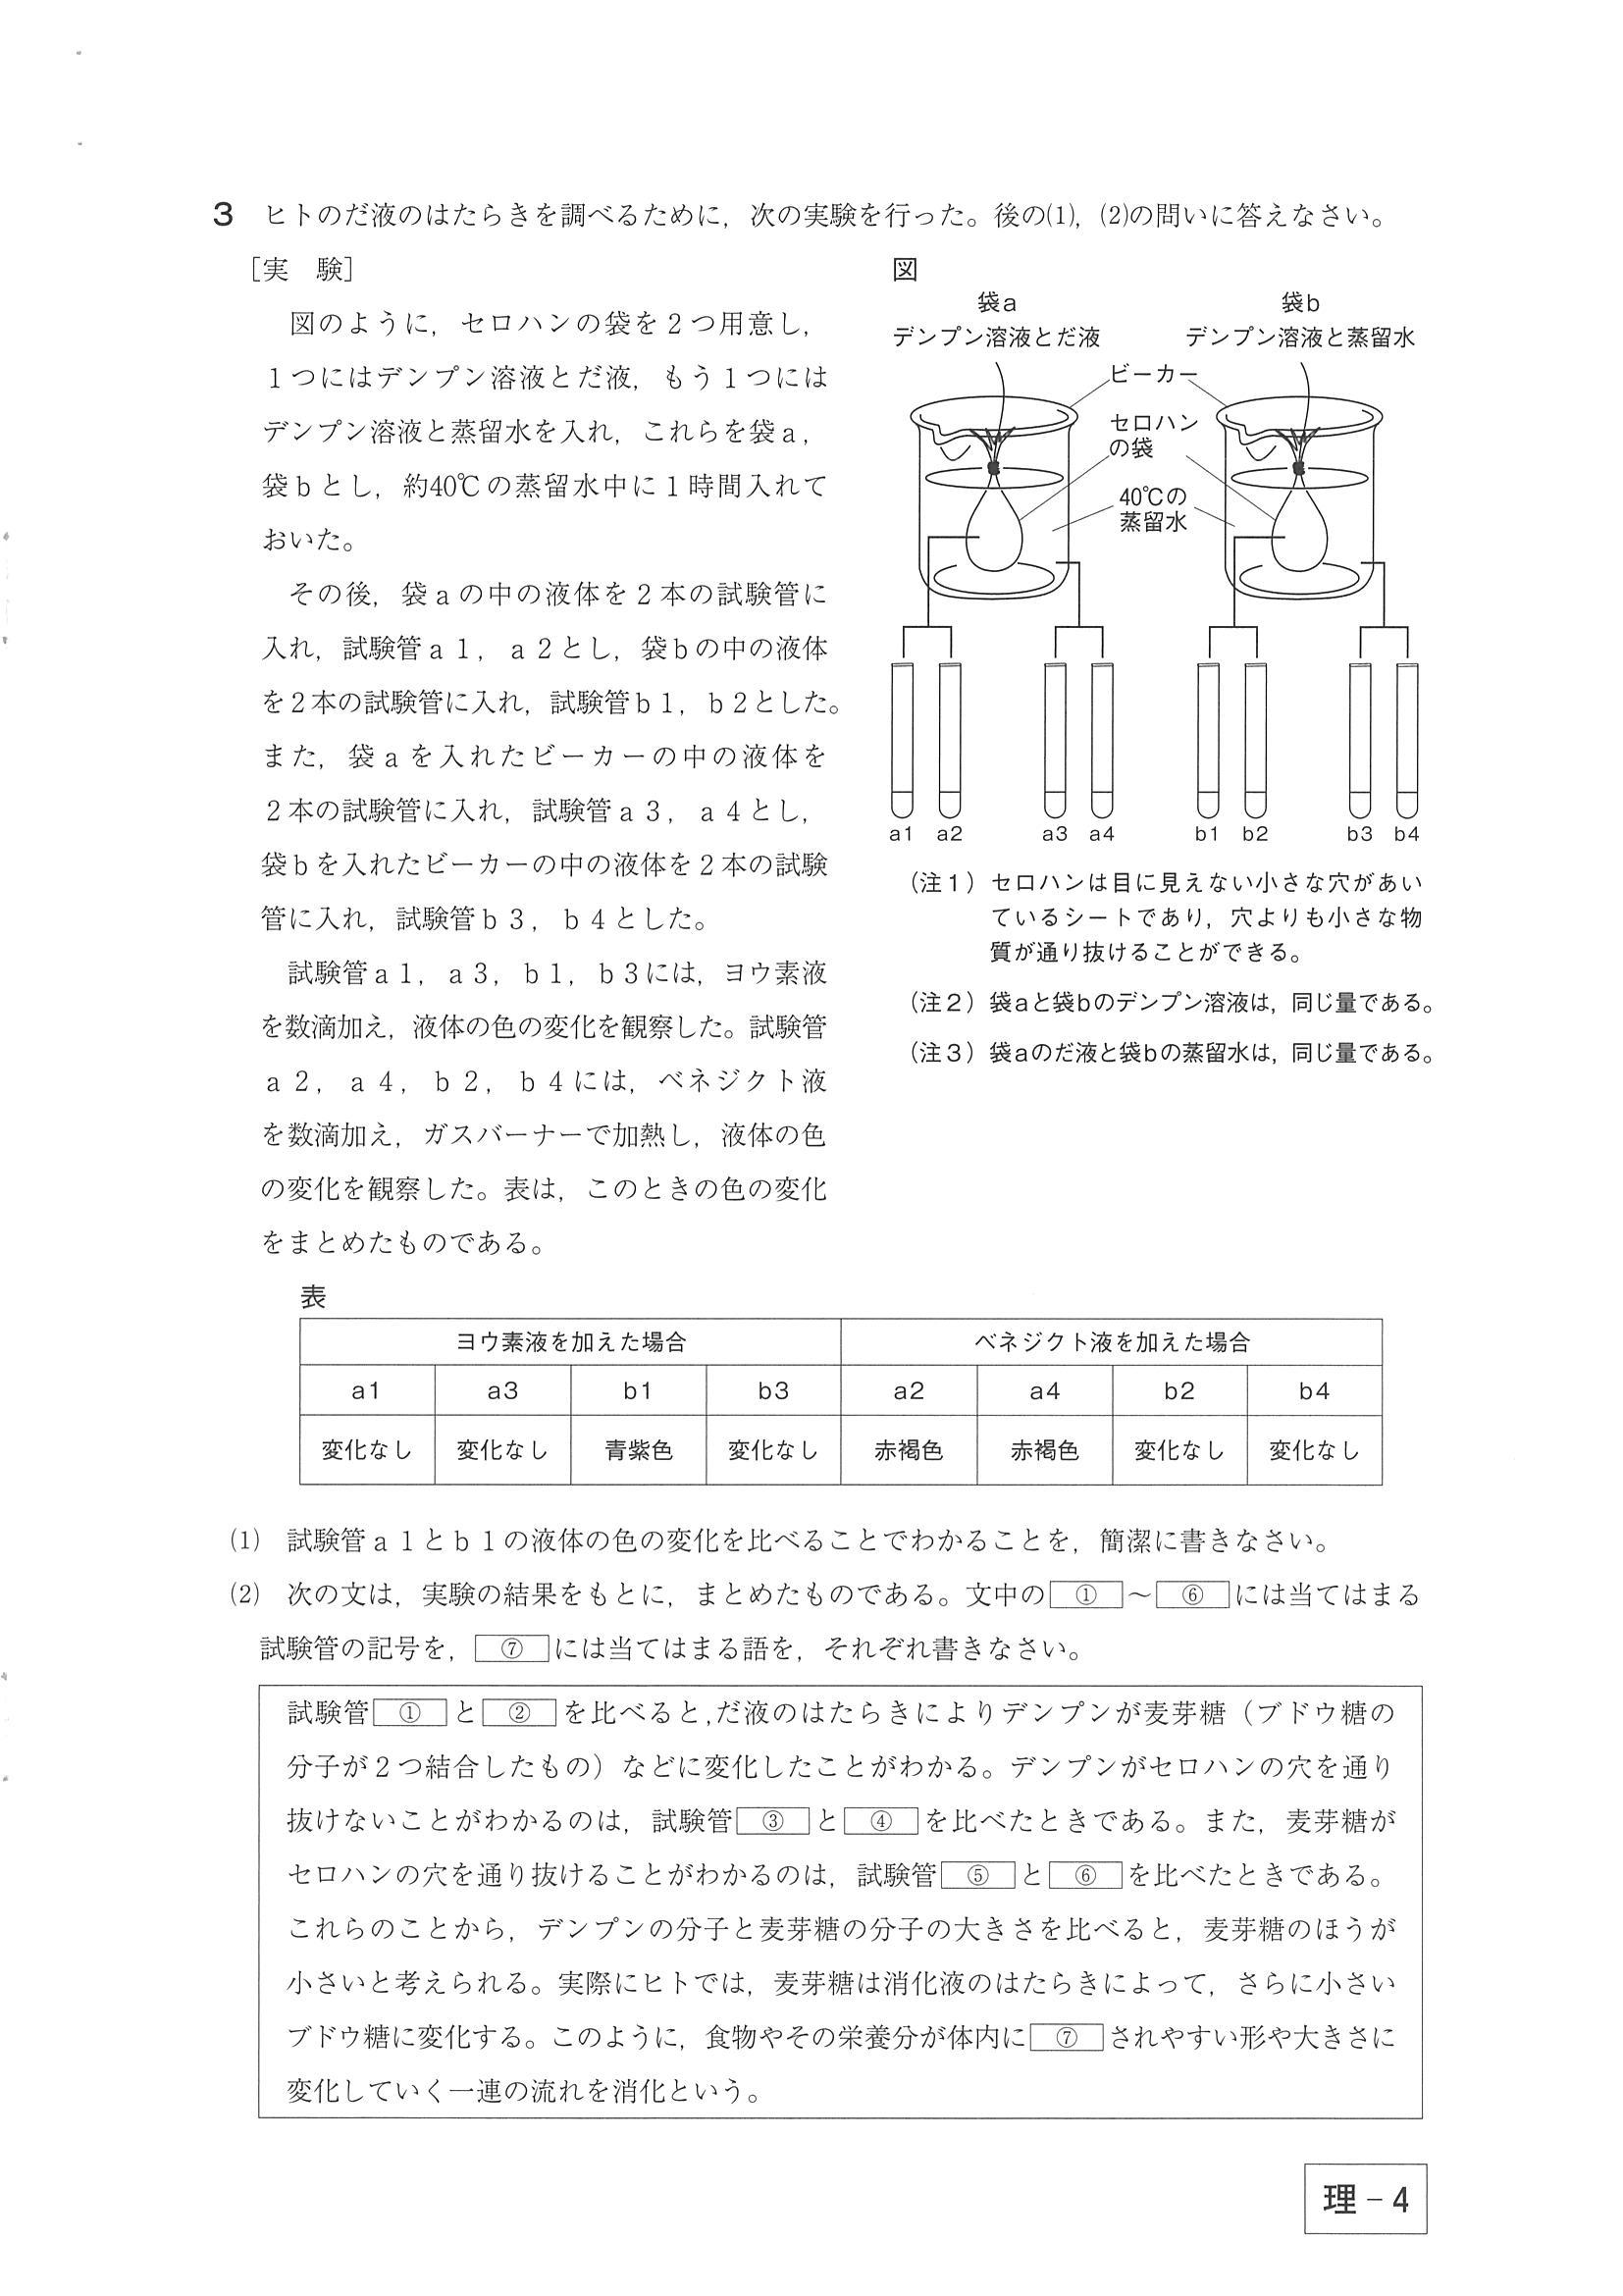 3 ヒトのだ液のはたらきを調べるために，次の実験を行った。後の⑴，⑵の問いに答えなさい。
［実　験］
図のように，セロハンの袋を２つ用意し，
１つにはデンプン溶液とだ液，もう１つには
デンプン溶液と蒸留水を入れ，これらを袋ａ，
袋ｂとし，約40℃の蒸留水中に１時間入れて
おいた。
その後，袋ａの中の液体を２本の試験管に
入れ，試験管ａ１，ａ２とし，袋ｂの中の液体
を２本の試験管に入れ，試験管ｂ１，ｂ２とした。
また，袋ａを入れたビーカーの中の液体を
２本の試験管に入れ，試験管ａ３，ａ４とし，
袋ｂを入れたビーカーの中の液体を２本の試験
管に入れ，試験管ｂ３，ｂ４とした。
試験管ａ１，ａ３，ｂ１，ｂ３には，ヨウ素液
を数滴加え，液体の色の変化を観察した。試験管
ａ２，ａ４，ｂ２，ｂ４には，ベネジクト液
を数滴加え，ガスバーナーで加熱し，液体の色
の変化を観察した。表は，このときの色の変化
をまとめたものである。
図
袋a
デンプン溶液とだ液
袋b
デンプン溶液と蒸留水
ビーカー
セロハン
の袋
40℃の
蒸留水
a1 a2 a3 a4 b1 b2 b3 b4
（注１）セロハンは目に見えない小さな穴があい
ているシートであり，穴よりも小さな物
質が通り抜けることができる。
（注２）袋aと袋bのデンプン溶液は，同じ量である。
（注３）袋aのだ液と袋bの蒸留水は，同じ量である。
表
ヨウ素液を加えた場合 ベネジクト液を加えた場合
a1 a3 b1 b3 a2 a4 b2 b4
変化なし 変化なし 青紫色 変化なし 赤褐色 赤褐色 変化なし 変化なし
⑴ 試験管ａ１とｂ１の液体の色の変化を比べることでわかることを，簡潔に書きなさい。
⑵ 次の文は，実験の結果をもとに，まとめたものである。文中の ① ～ ⑥ には当てはまる
試験管の記号を， ⑦ には当てはまる語を，それぞれ書きなさい。
試験管 ① と ② を比べると，だ液のはたらきによりデンプンが麦芽糖（ブドウ糖の
分子が２つ結合したもの）などに変化したことがわかる。デンプンがセロハンの穴を通り
抜けないことがわかるのは，試験管 ③ と ④ を比べたときである。また，麦芽糖が
セロハンの穴を通り抜けることがわかるのは，試験管 ⑤ と ⑥ を比べたときである。
これらのことから，デンプンの分子と麦芽糖の分子の大きさを比べると，麦芽糖のほうが
小さいと考えられる。実際にヒトでは，麦芽糖は消化液のはたらきによって，さらに小さい
ブドウ糖に変化する。このように，食物やその栄養分が体内に ⑦ されやすい形や大きさに
変化していく一連の流れを消化という。
理－4